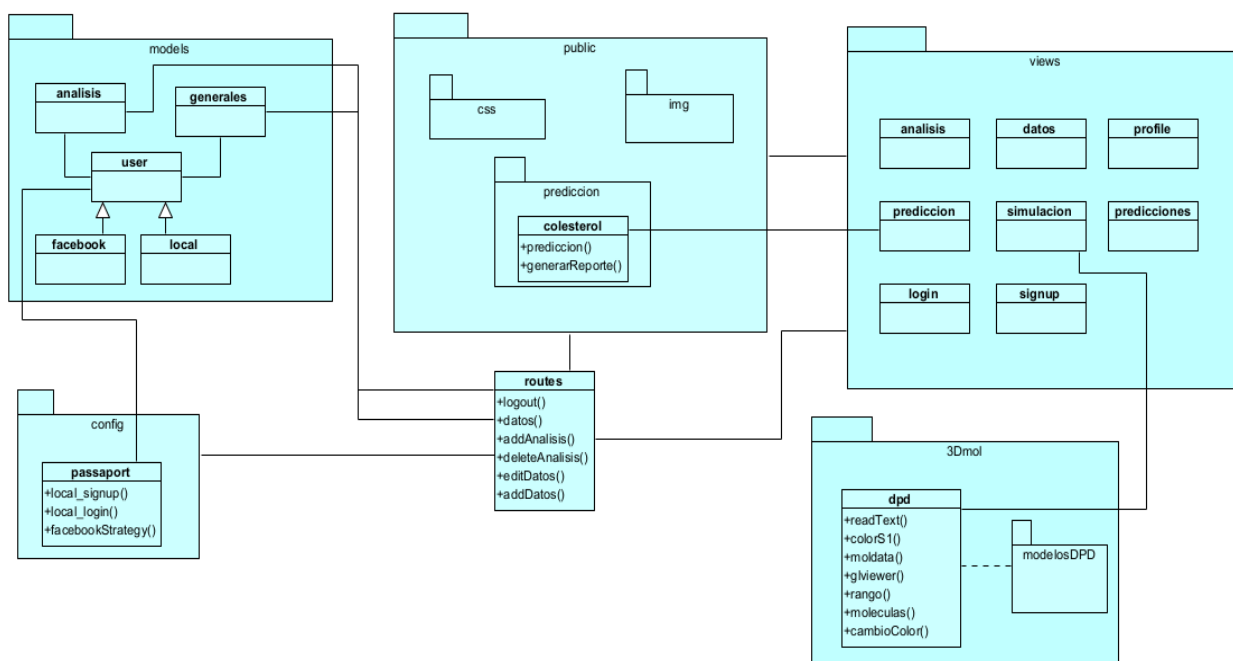 models
analisis
generales
user
facebook
local
public
css
img
prediccion
colesterol
+prediccion()
+generarReporte()
views
analisis
datos
profile
prediccion
simulacion
predicciones
login
signup
config
passaport
+local_signup()
+local_login()
+facebookStrategy()
routes
+logout()
+datos()
+addAnalisis()
+deleteAnalisis()
+editDatos()
+addDatos()
3Dmol
dpd
+readText()
+colorS1()
+moldata()
+glviewer()
+rango()
+moleculas()
+cambioColor()
modelosDPD